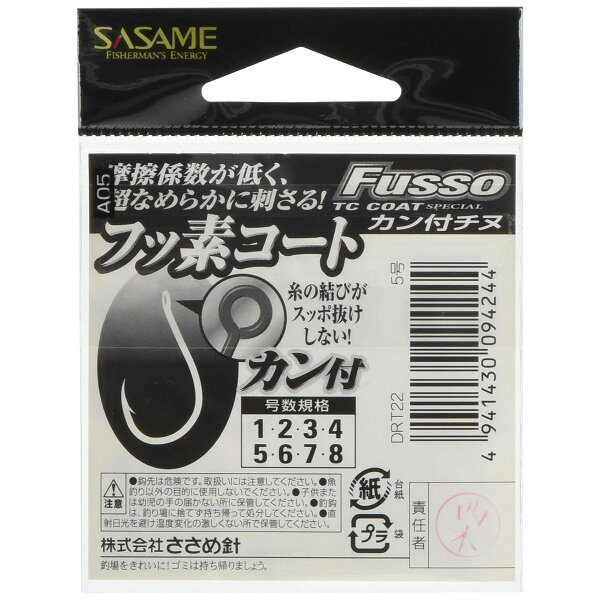 SASAME
FISHERMAN'S ENERGY
A05
摩擦係数が低く、
超なめらかに刺さる!
Fusso
TC COAT SPECIAL
カン付チヌ
フッ素コート
糸の結びが
スッポ抜け
しない!
カン付
号数規格
1・2・3・4
5・6・7・8
5号
DRT22
4 941430 094244
注意
●鈎先は危険です。取扱いには注意してください。●魚
釣り以外の目的に使用しないでください。●子供また
は幼児の手の届かない所に保管してください。●釣鈎
は、釣り場に捨てず持ち帰って処分してください。●直
射日光を避け温度変化の激しくない所で保管してください。
株式会社ささめ針
釣場をきれいに!ゴミは持ち帰りましょう。
紙
台紙
プラ
袋
責任者